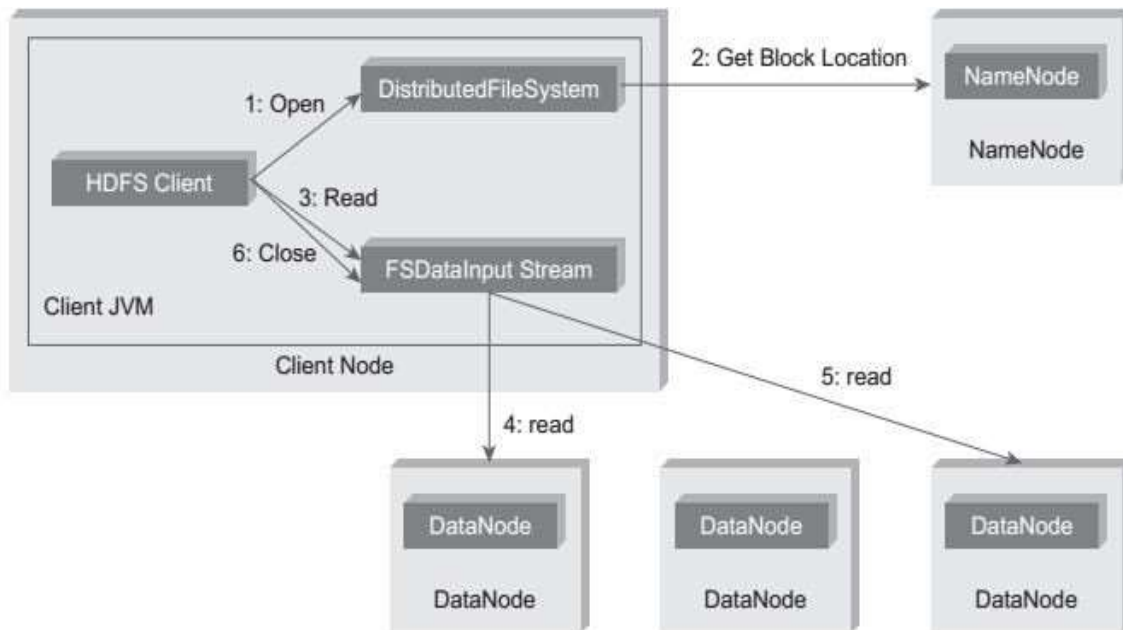 2: Get Block Location
DistributedFileSystem
NameNode
1: Open
NameNode
HDFS Client
3: Read
6: Close
FSDataInput Stream
Client JVM
Client Node
5: read
4: read
DataNode
DataNode
DataNode
DataNode
DataNode
DataNode